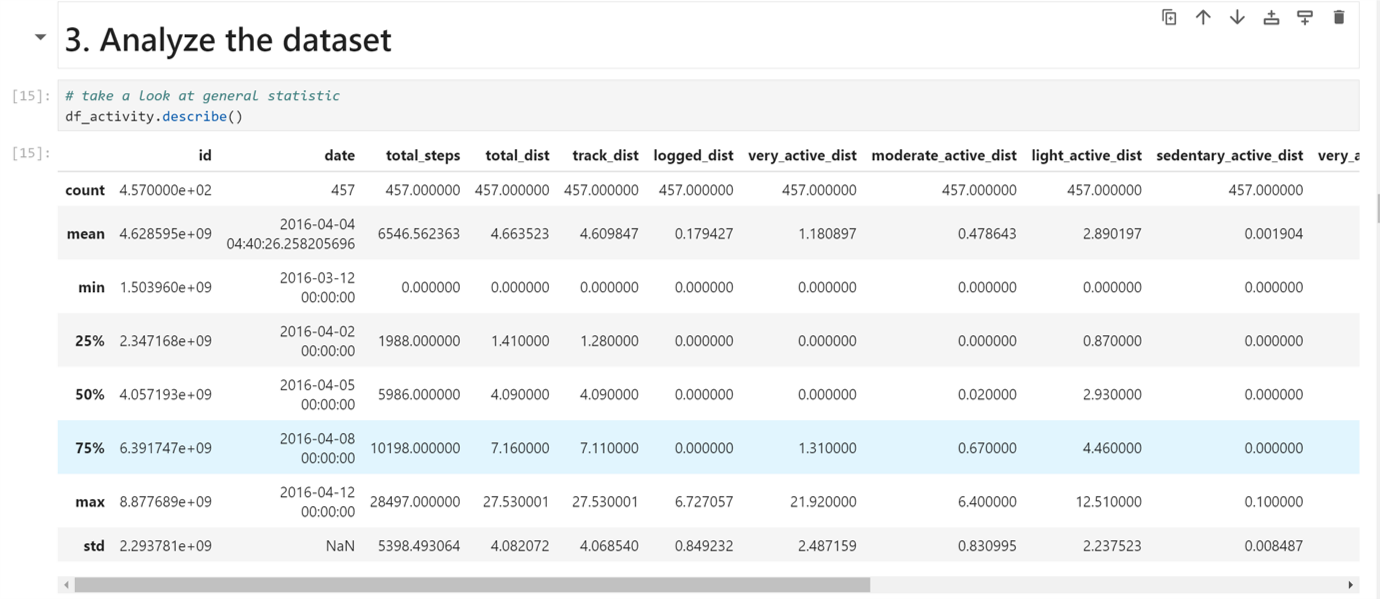 3. Analyze the dataset
[15]: # take a look at general statistic
df_activity.describe()
[15]: id date total_steps total_dist track_dist logged_dist very_active_dist moderate_active_dist light_active_dist sedentary_active_dist very_a
count 4.570000e+02 457 457.000000 457.000000 457.000000 457.000000 457.000000 457.000000 457.000000 457.000000
mean 4.628595e+09 2016-04-04 04:40:26.258205696 6546.562363 4.663523 4.609847 0.179427 1.180897 0.478643 2.890197 0.001904
min 1.503960e+09 2016-03-12 00:00:00 0.000000 0.000000 0.000000 0.000000 0.000000 0.000000 0.000000 0.000000
25% 2.347168e+09 2016-04-02 00:00:00 1988.000000 1.410000 1.280000 0.000000 0.000000 0.000000 0.870000 0.000000
50% 4.057193e+09 2016-04-05 00:00:00 5986.000000 4.090000 4.090000 0.000000 0.000000 0.020000 2.930000 0.000000
75% 6.391747e+09 2016-04-08 00:00:00 10198.000000 7.160000 7.110000 0.000000 1.310000 0.670000 4.460000 0.000000
max 8.877689e+09 2016-04-12 00:00:00 28497.000000 27.530001 27.530001 6.727057 21.920000 6.400000 12.510000 0.100000
std 2.293781e+09 NaN 5398.493064 4.082072 4.068540 0.849232 2.487159 0.830995 2.237523 0.008487